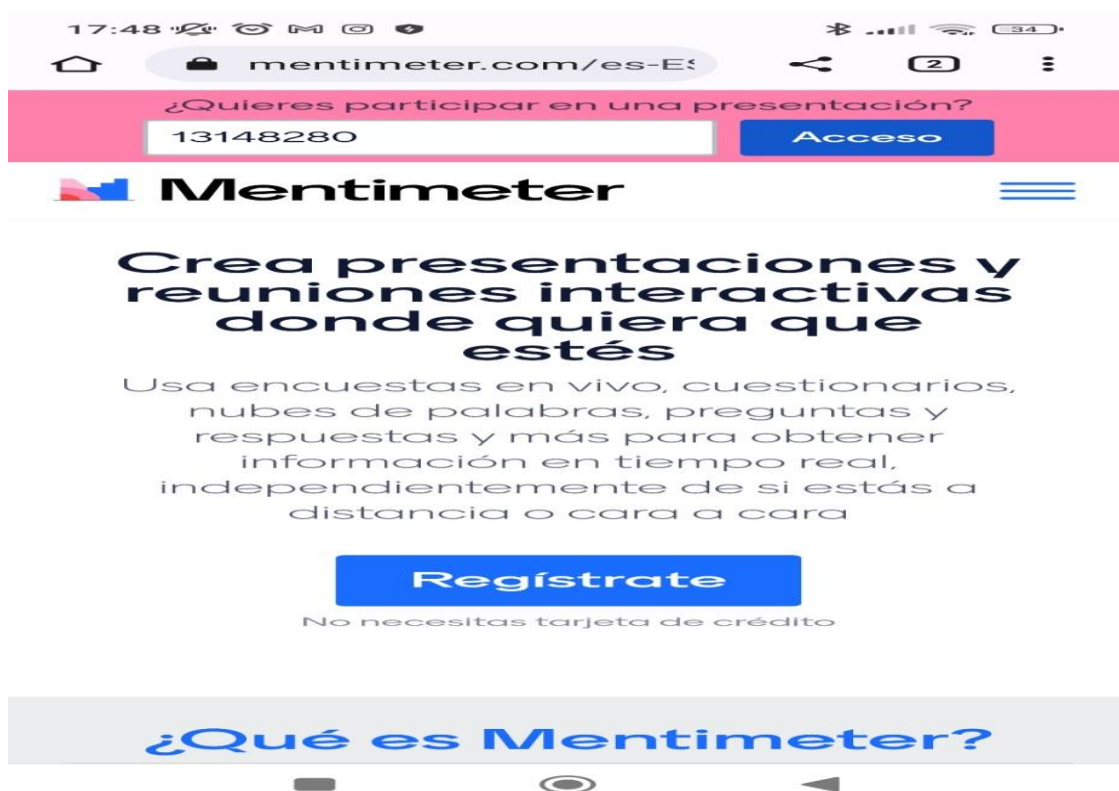 17:48 34
mentimeter.com/es-ES 2
¿Quieres participar en una presentación?
13148280 Acceso
Mentimeter
Crea presentaciones y
reuniones interactivas
donde quiera que
estés
Usa encuestas en vivo, cuestionarios,
nubes de palabras, preguntas y
respuestas y más para obtener
información en tiempo real,
independientemente de si estás a
distancia o cara a cara
Regístrate
No necesitas tarjeta de crédito
¿Qué es Mentimeter?